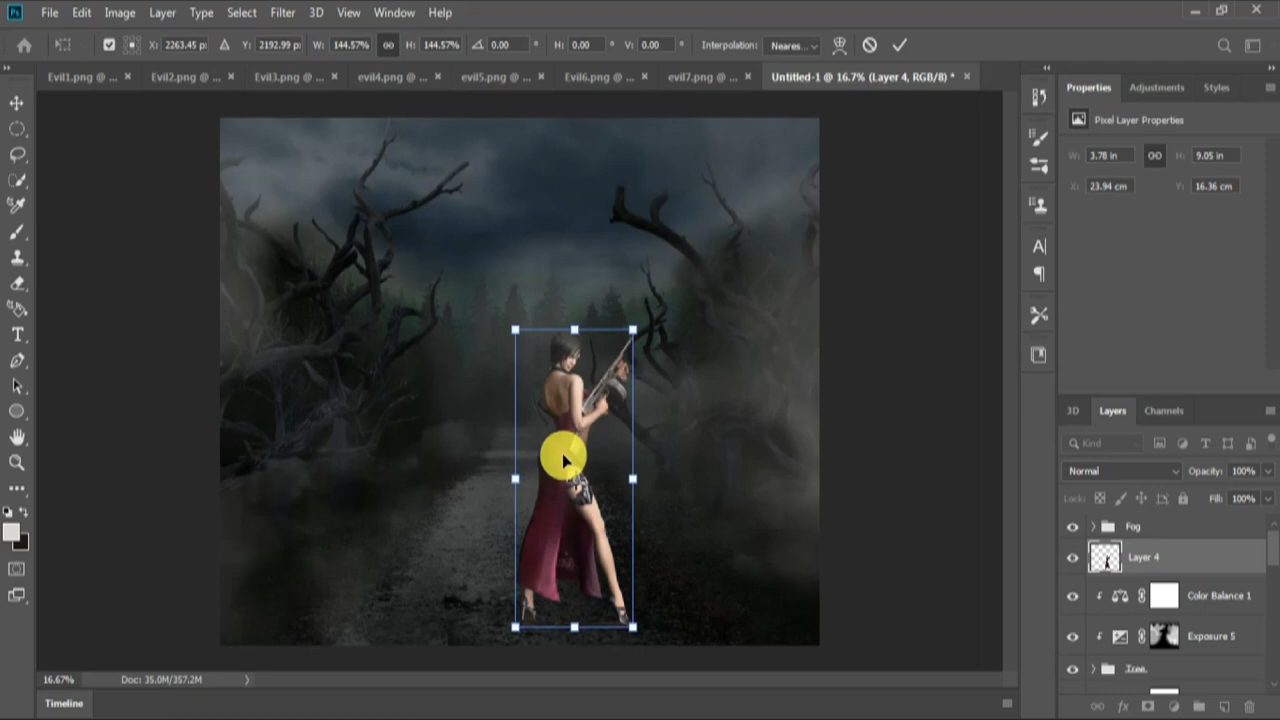 Ps File Edit Image Layer Type Select Filter 3D View Window Help
X: 2263.45 p: Y: 2192.99 p: W: 144.57% H: 144.57% 0.00 ° H: 0.00 ° V: 0.00 ° Interpolation: Neares...
Evil1.png @ ... × Evil2.png @ ... × Evil3.png @ ... × evil4.png @ ... × evil5.png @ ... × Evil6.png @ ... × evil7.png @ ... × Untitled-1 @ 16.7% (Layer 4, RGB/8) * ×
Properties Adjustments Styles
Pixel Layer Properties
W: 3.78 in H: 9.05 in
X: 23.94 cm Y: 16.36 cm
3D Layers Channels
Kind
Normal Opacity: 100%
Lock: Fill: 100%
Fog
Layer 4
Color Balance 1
Exposure 5
Tree.
16.67% Doc: 35.0M/357.2M
Timeline